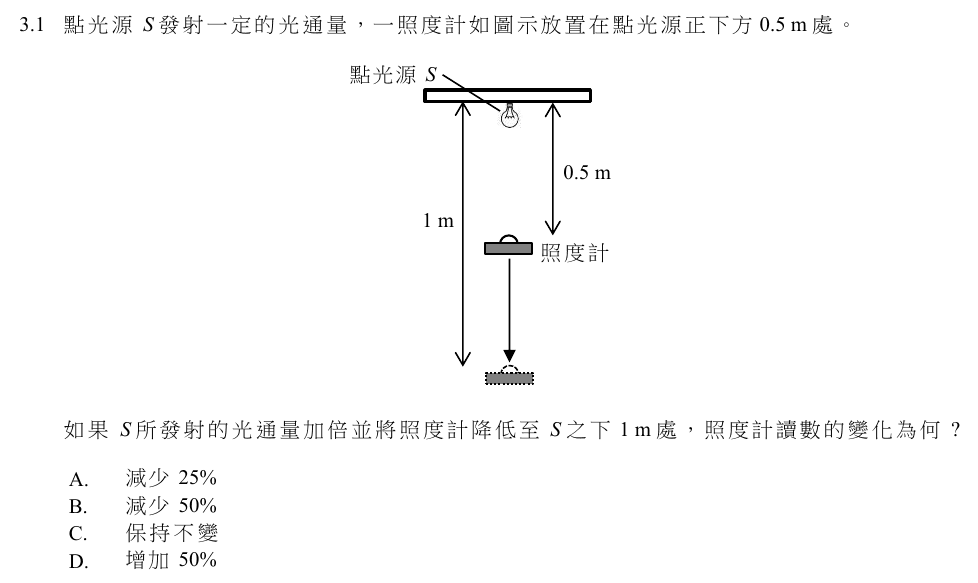 3.1 點光源 S 發射一定的光通量，一照度計如圖示放置在點光源正下方 0.5 m 處。
點光源 S
0.5 m
1 m
照度計
如果 S 所發射的光通量加倍並將照度計降低至 S 之下 1 m 處，照度計讀數的變化為何？
A. 減少 25%
B. 減少 50%
C. 保持不變
D. 增加 50%